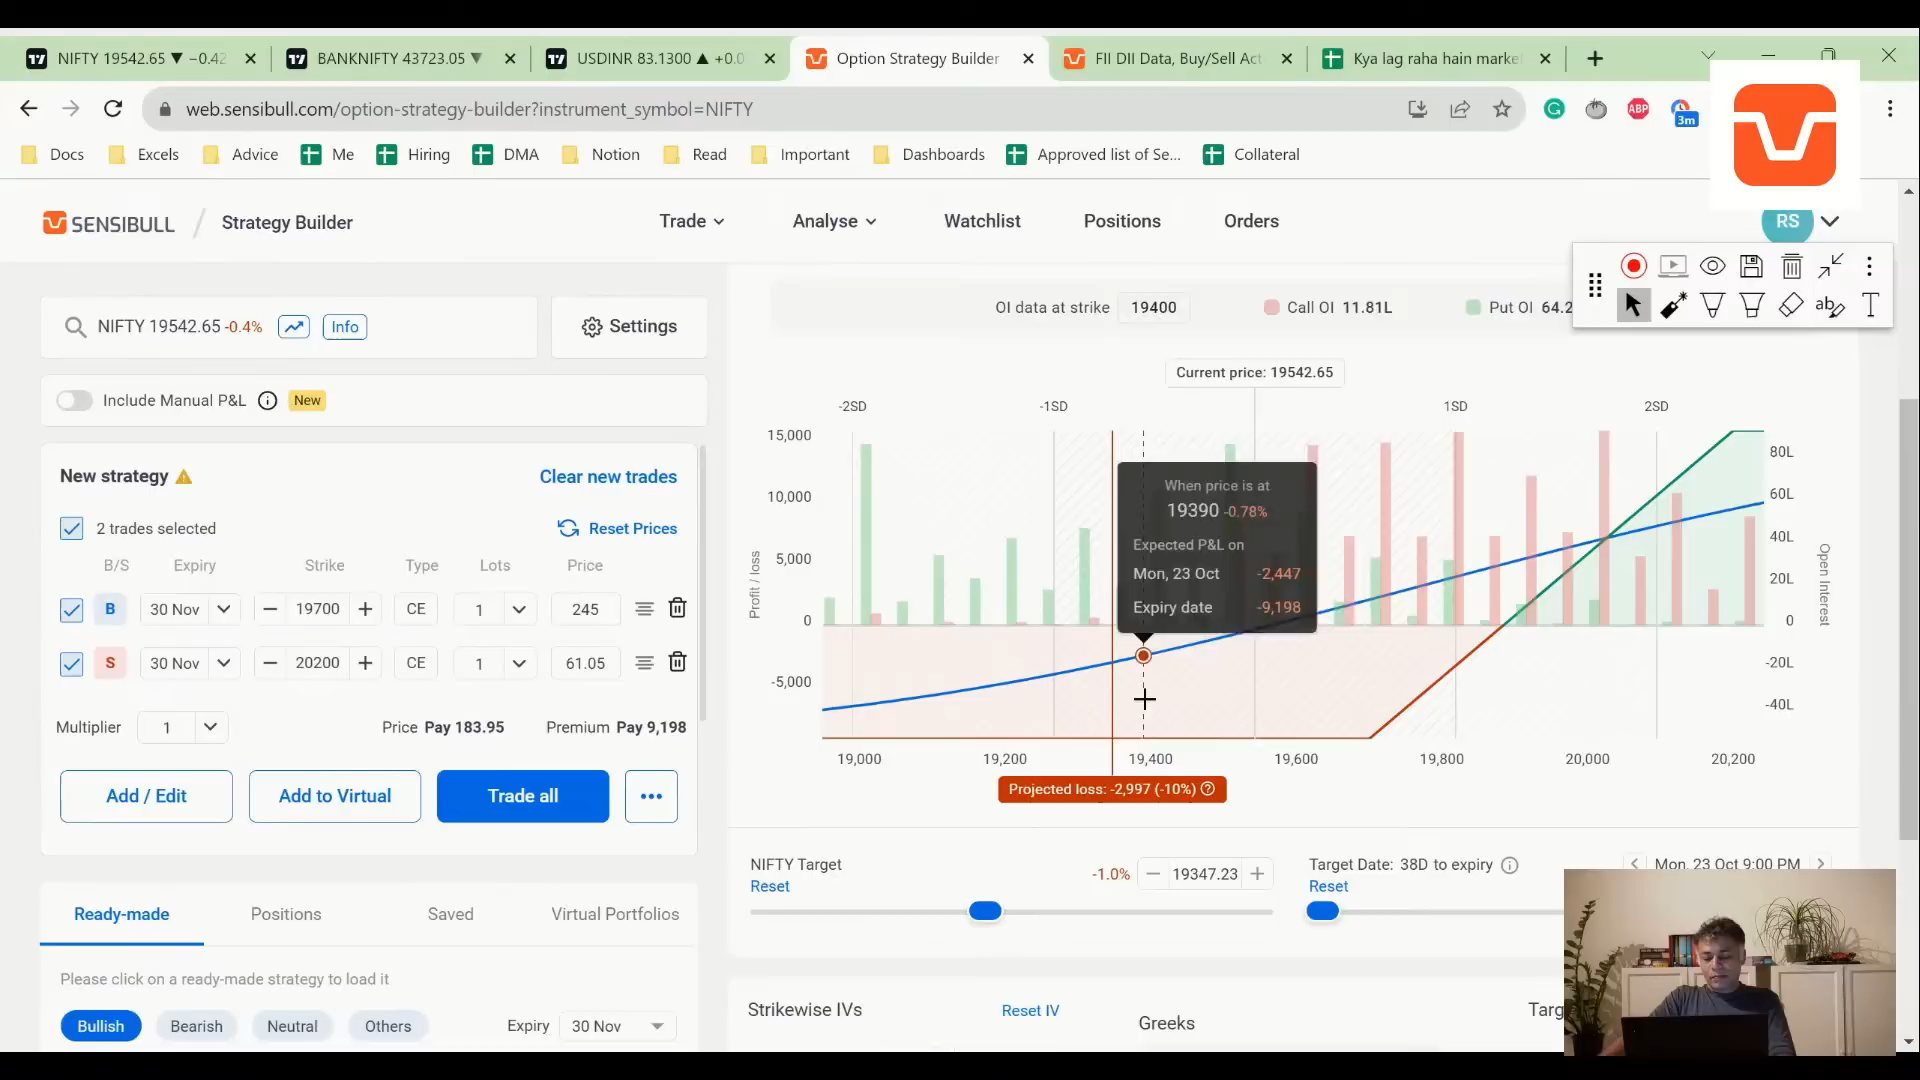 NIFTY 19542.65 ▼ −0.42
BANKNIFTY 43723.05 ▼
USDINR 83.1300 ▲ +0.0
Option Strategy Builder
FII DII Data, Buy/Sell Act
Kya lag raha hain marke
web.sensibull.com/option-strategy-builder?instrument_symbol=NIFTY
ABP
3m
Docs
Excels
Advice
Me
Hiring
DMA
Notion
Read
Important
Dashboards
Approved list of Se...
Collateral
SENSIBULL / Strategy Builder
Trade
Analyse
Watchlist
Positions
Orders
RS
NIFTY 19542.65 -0.4%
Info
Settings
Include Manual P&L
New
New strategy
Clear new trades
2 trades selected
Reset Prices
B/S Expiry Strike Type Lots Price
B 30 Nov − 19700 + CE 1 245
S 30 Nov − 20200 + CE 1 61.05
Multiplier 1 Price Pay 183.95 Premium Pay 9,198
Add / Edit
Add to Virtual
Trade all
Ready-made
Positions
Saved
Virtual Portfolios
Please click on a ready-made strategy to load it
Bullish
Bearish
Neutral
Others
Expiry 30 Nov
OI data at strike 19400
Call OI 11.81L
Put OI 64.2
ab
T
Current price: 19542.65
-2SD -1SD 1SD 2SD
15,000
10,000
5,000
0
-5,000
Profit / loss
80L
60L
40L
20L
0
-20L
-40L
Open Interest
When price is at
19390 -0.78%
Expected P&L on
Mon, 23 Oct -2,447
Expiry date -9,198
19,000 19,200 19,400 19,600 19,800 20,000 20,200
Projected loss: -2,997 (-10%)
NIFTY Target
Reset
-1.0% − 19347.23 +
Target Date: 38D to expiry
Reset
Mon, 23 Oct 9:00 PM
Strikewise IVs
Reset IV
Greeks
Targ